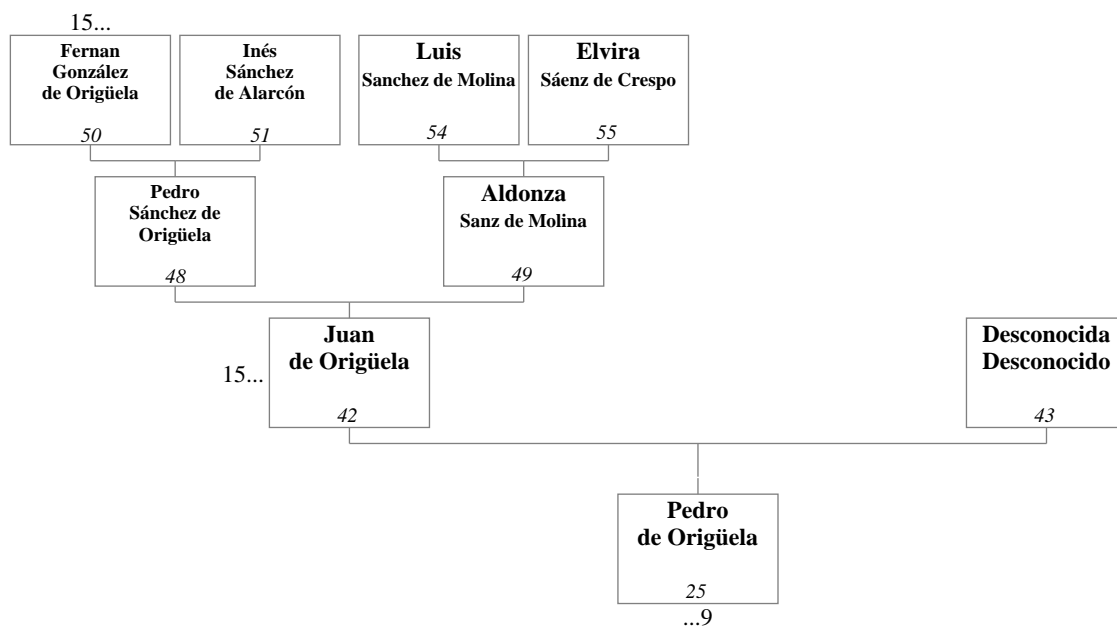 15...
Fernan
González
de Origüela
50
Inés
Sánchez
de Alarcón
51
Luis
Sanchez de Molina
54
Elvira
Sáenz de Crespo
55
Pedro
Sánchez de
Origüela
48
Aldonza
Sanz de Molina
49
15...
Juan
de Origüela
42
Desconocida
Desconocido
43
Pedro
de Origüela
25
...9